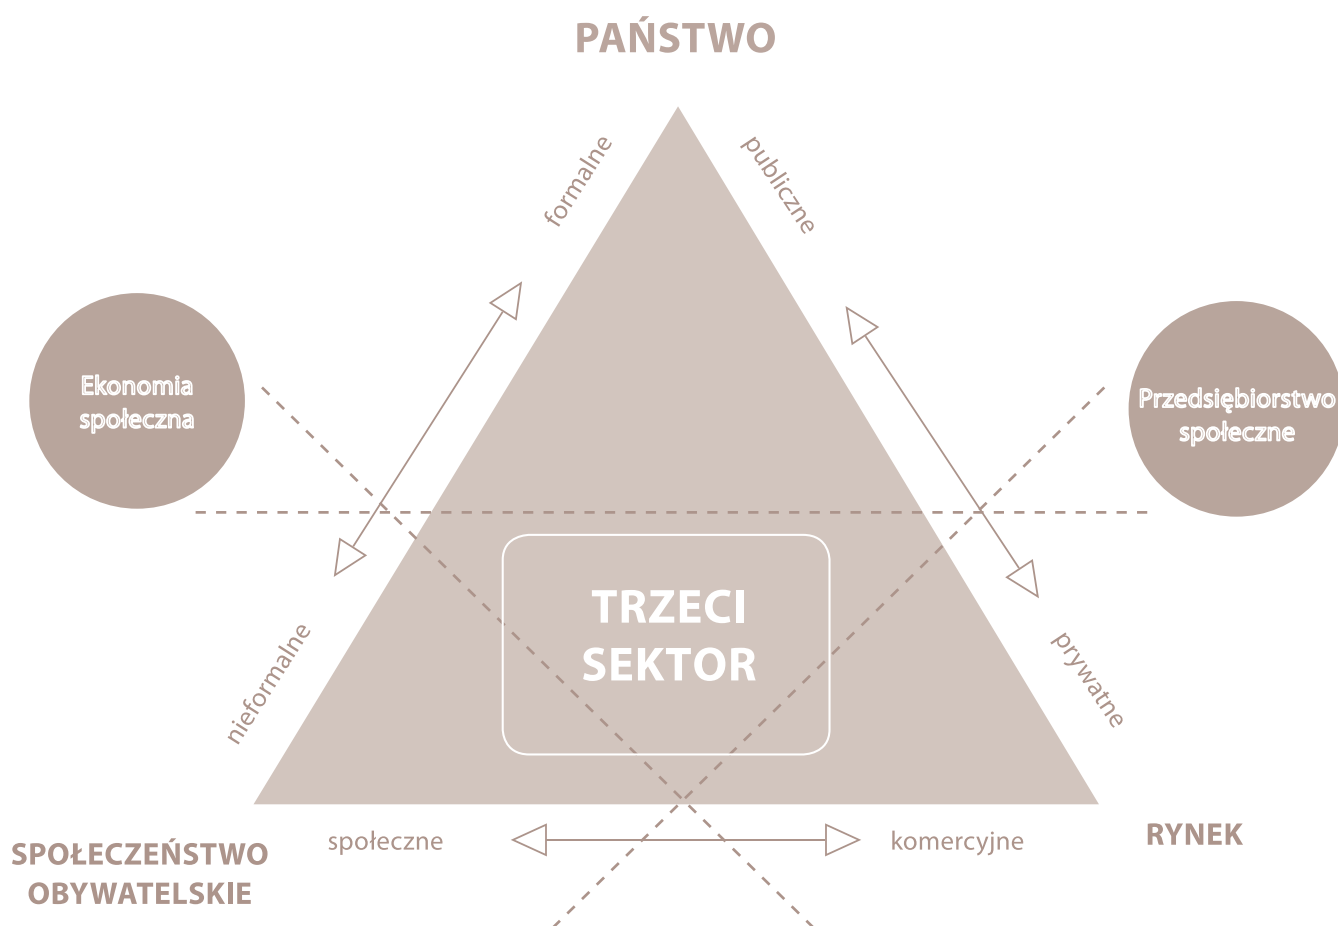 PAŃSTWO
formalne
publiczne
Ekonomia
społeczna
Przedsiębiorstwo
społeczne
TRZECI
SEKTOR
nieformalne
prywatne
społeczne
komercyjne
RYNEK
SPOŁECZEŃSTWO
OBYWATELSKIE